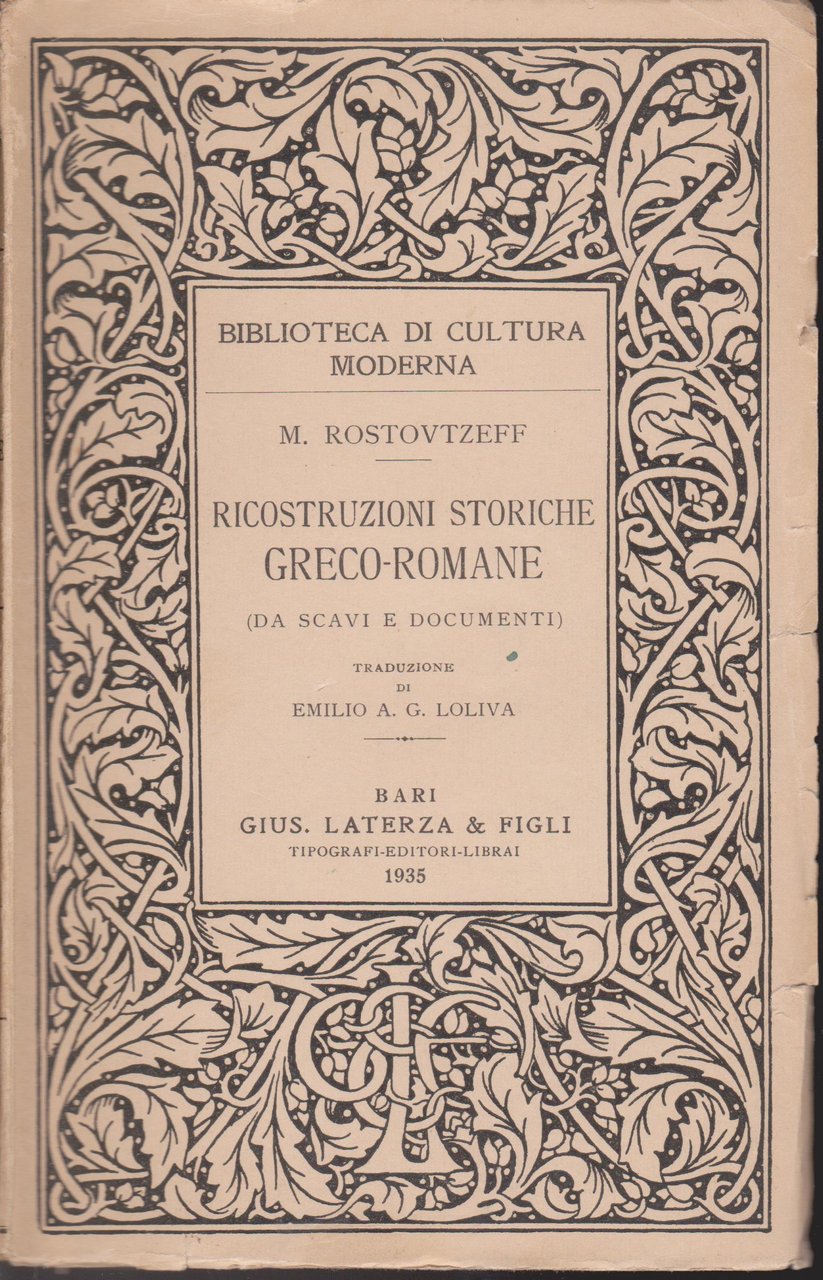 BIBLIOTECA DI CULTURA
MODERNA
M. ROSTOVTZEFF
RICOSTRUZIONI STORICHE
GRECO-ROMANE
(DA SCAVI E DOCUMENTI)
TRADUZIONE
DI
EMILIO A. G. LOLIVA
BARI
GIUS. LATERZA & FIGLI
TIPOGRAFI-EDITORI-LIBRAI
1935